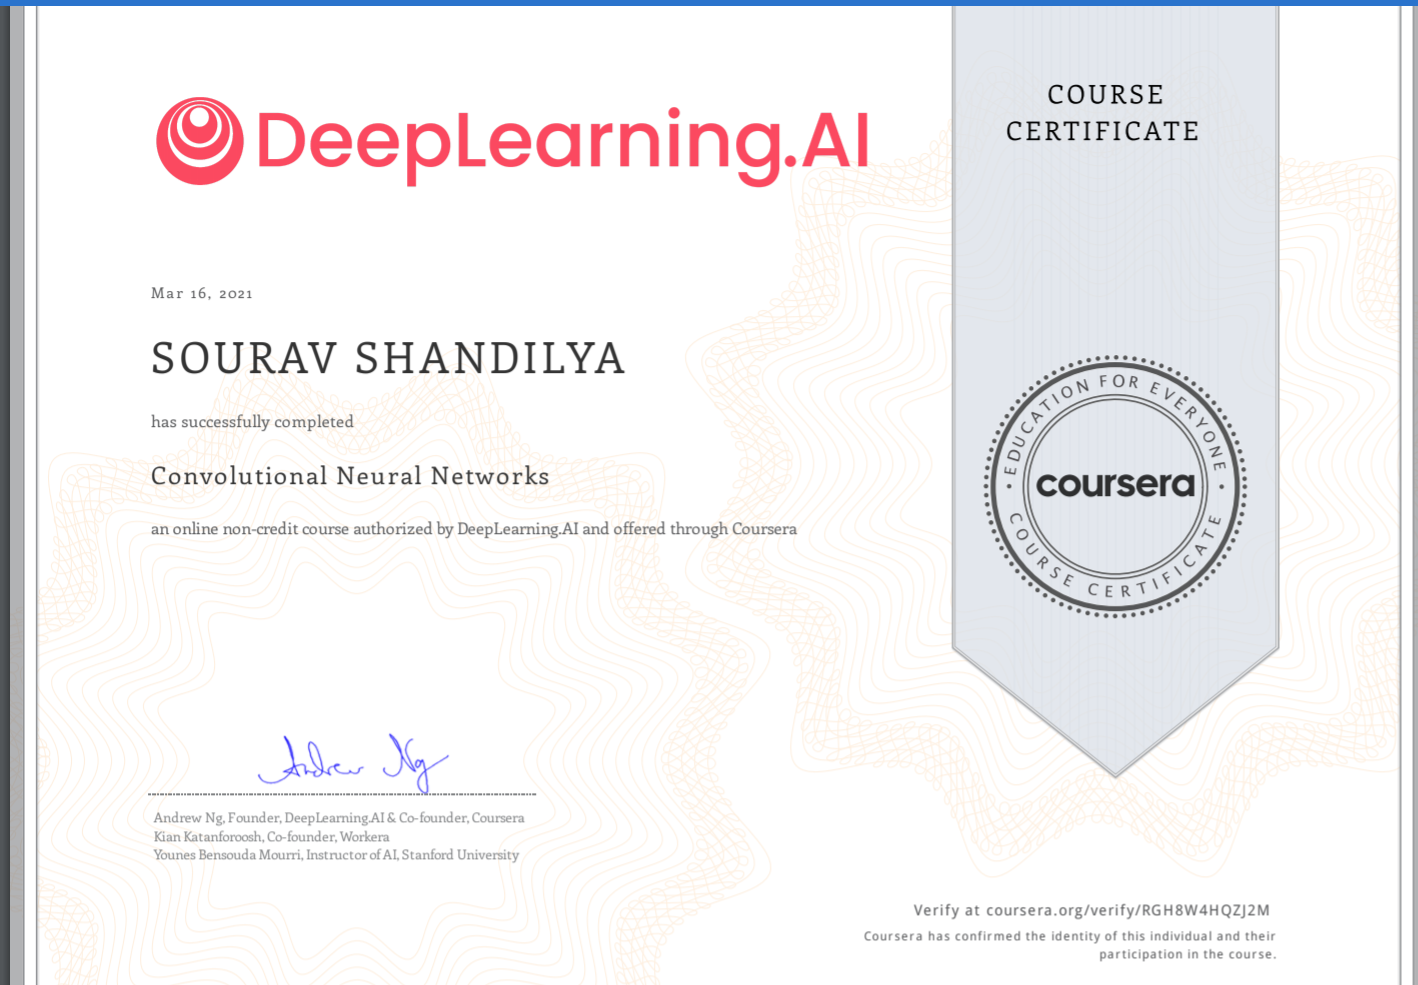 DeepLearning.AI
COURSE
CERTIFICATE
Mar 16, 2021
SOURAV SHANDILYA
has successfully completed
Convolutional Neural Networks
an online non-credit course authorized by DeepLearning.AI and offered through Coursera
EDUCATION FOR EVERYONE
coursera
COURSE CERTIFICATE
Andrew Ng
Andrew Ng, Founder, DeepLearning.AI & Co-founder, Coursera
Kian Katanforoosh, Co-founder, Workera
Younes Bensouda Mourri, Instructor of AI, Stanford University
Verify at coursera.org/verify/RGH8W4HQZJ2M
Coursera has confirmed the identity of this individual and their
participation in the course.